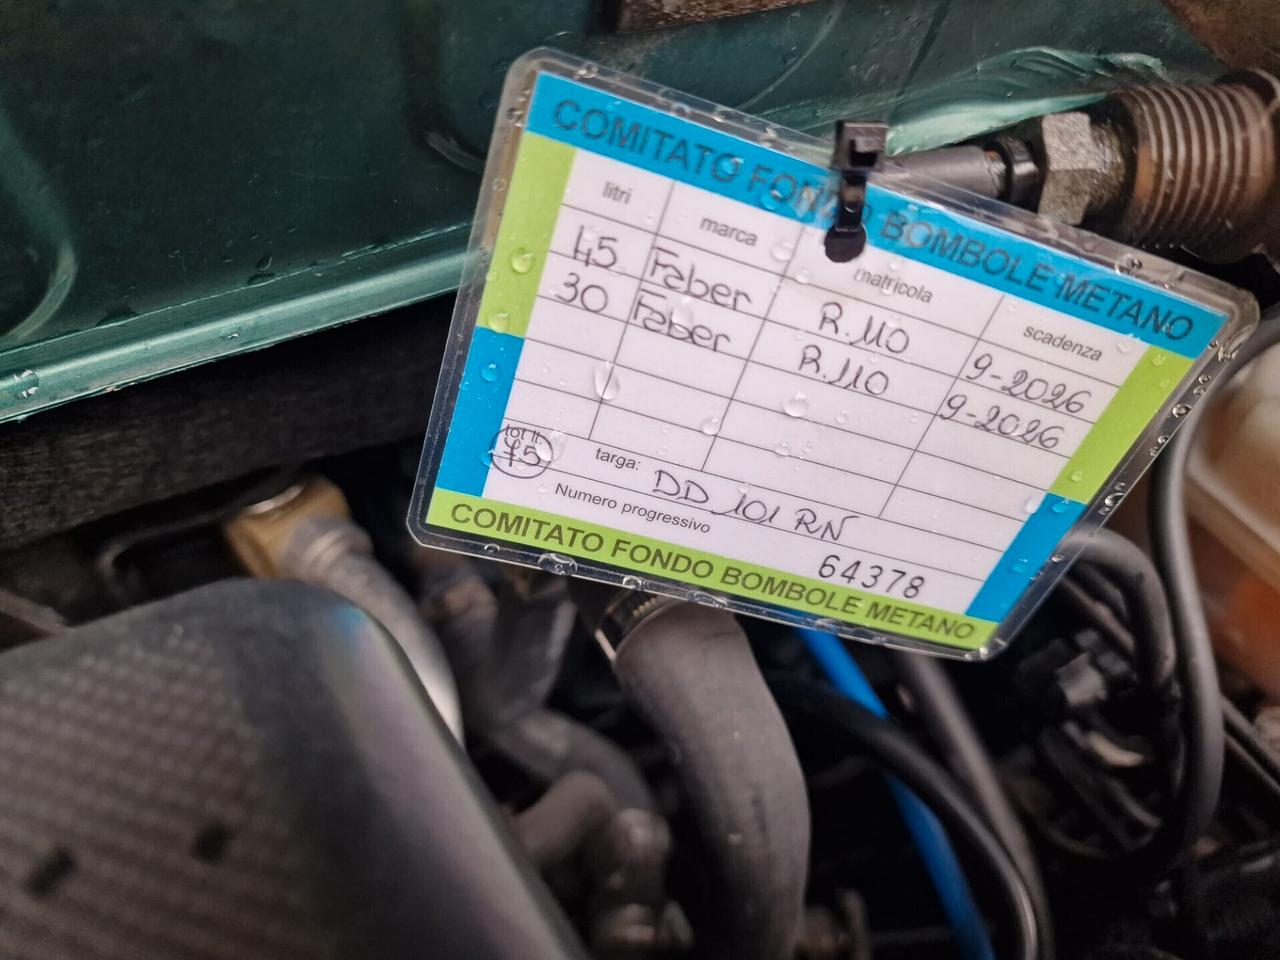 COMITATO FONDO BOMBOLE METANO
litri marca matricola scadenza
45 Faber R.110 9-2026
30 Faber R.110 9-2026
tot lt. 75 targa: DD 101 RN
Numero progressivo 64378
COMITATO FONDO BOMBOLE METANO